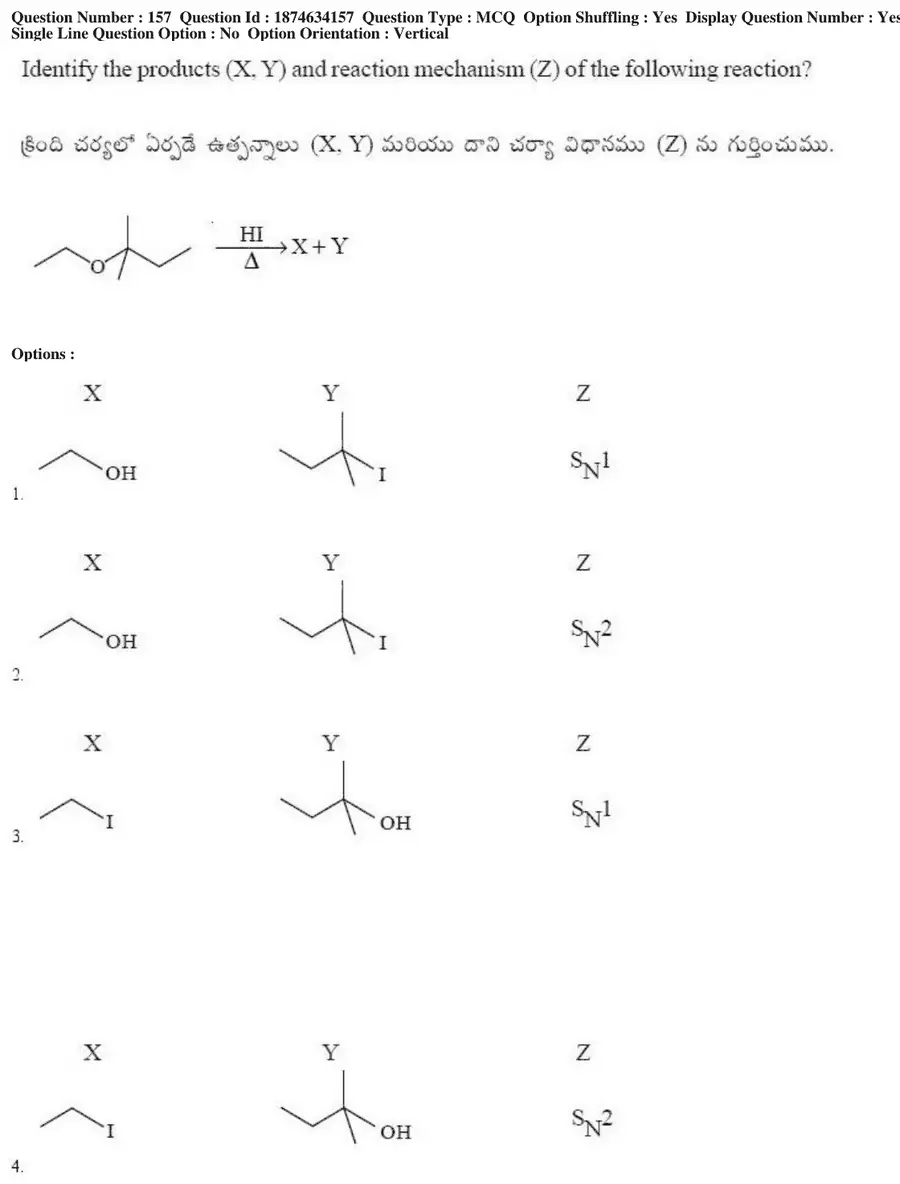 Question Number : 157 Question Id : 1874634157 Question Type : MCQ Option Shuffling : Yes Display Question Number : Yes
Single Line Question Option : No Option Orientation : Vertical
Identify the products (X, Y) and reaction mechanism (Z) of the following reaction?
క్రింది చర్యలో ఏర్పడే ఉత్పన్నాలు (X, Y) మరియు దాని చర్యా విధానము (Z) ను గుర్తించుము.
O HI Δ X + Y
Options :
X Y Z
OH I SN1
1.
X Y Z
OH I SN2
2.
X Y Z
I OH SN1
3.
X Y Z
I OH SN2
4.